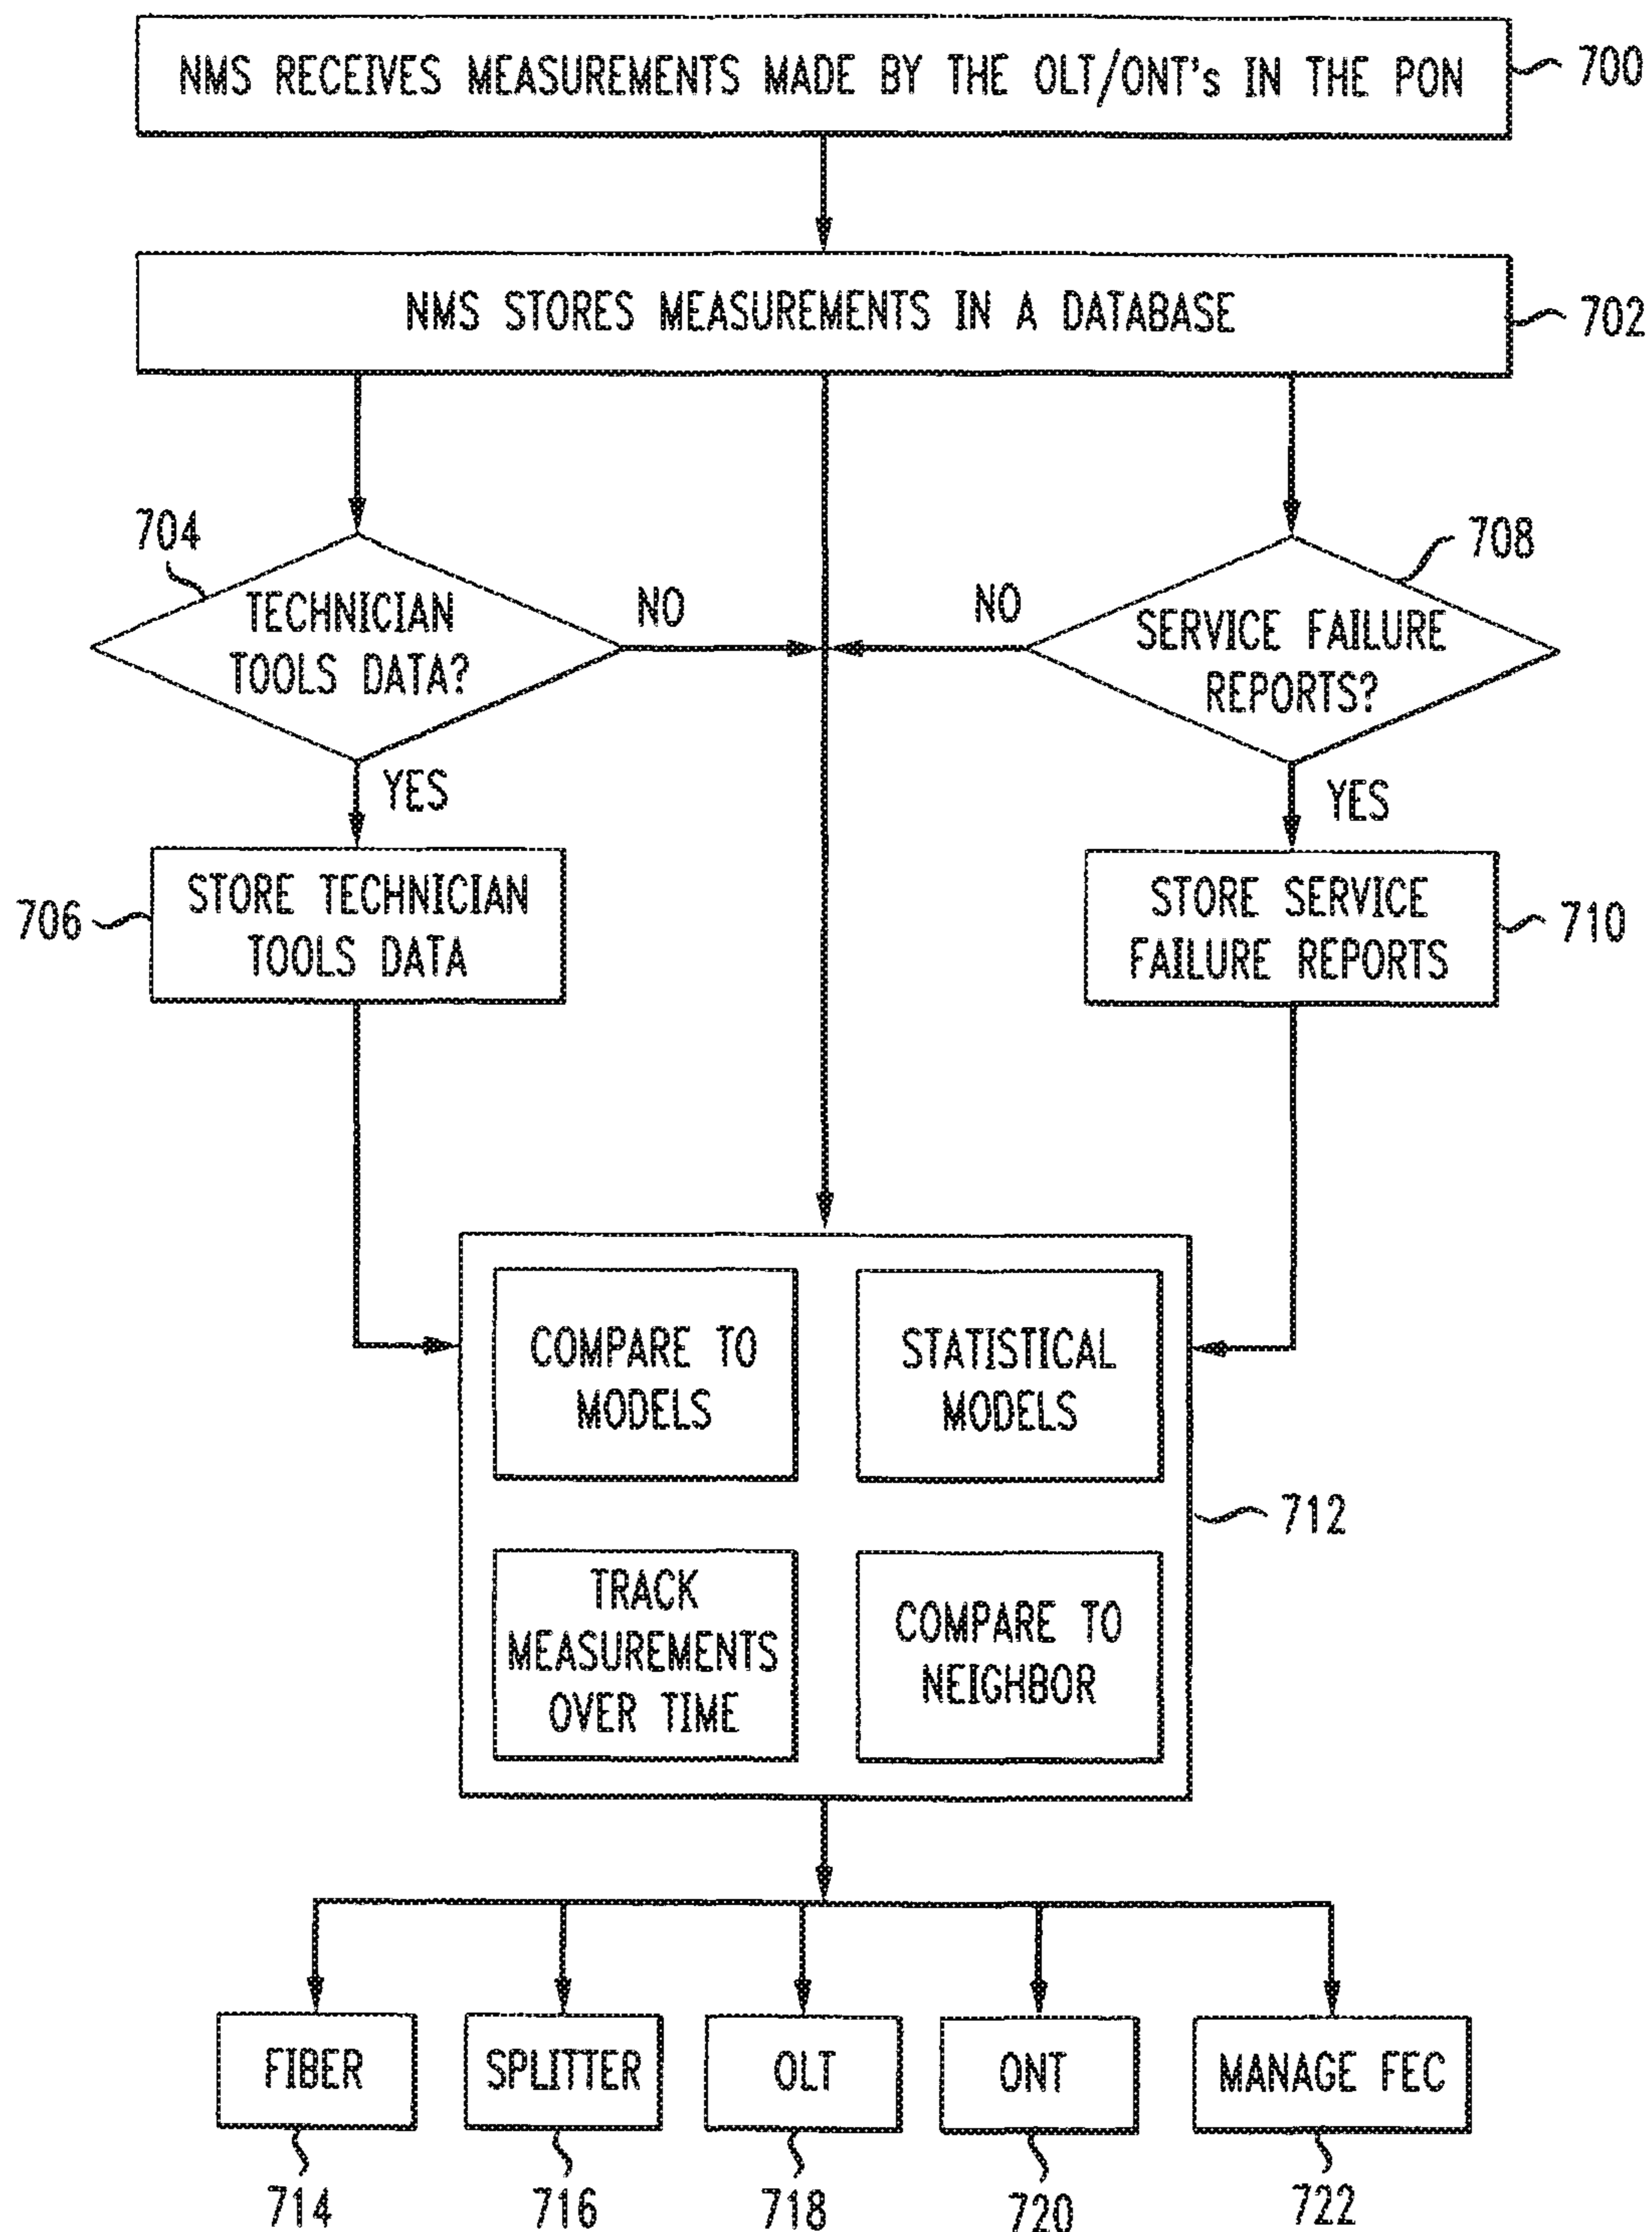 NMS RECEIVES MEASUREMENTS MADE BY THE OLT/ONT's IN THE PON
700
NMS STORES MEASUREMENTS IN A DATABASE
702
704
TECHNICIAN
TOOLS DATA?
NO
NO
708
SERVICE FAILURE
REPORTS?
YES
YES
706
STORE TECHNICIAN
TOOLS DATA
STORE SERVICE
FAILURE REPORTS
710
COMPARE TO
MODELS
STATISTICAL
MODELS
712
TRACK
MEASUREMENTS
OVER TIME
COMPARE TO
NEIGHBOR
FIBER
SPLITTER
OLT
ONT
MANAGE FEC
714
716
718
720
722